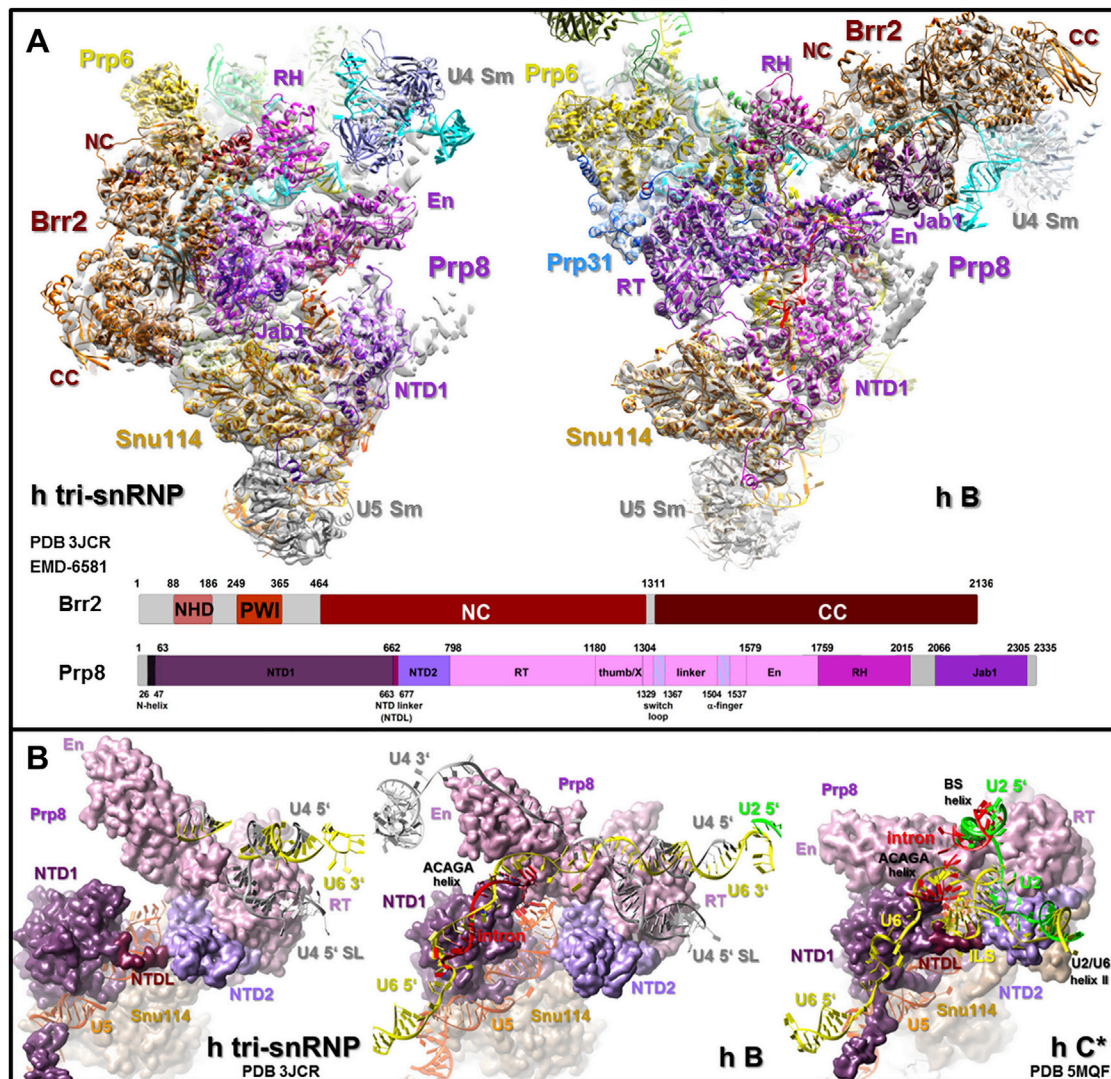 A
Prp6
RH
U4 Sm
NC
Brr2
En
Prp8
Jab1
CC
NTD1
Snu114
h tri-snRNP
U5 Sm
PDB 3JCR
EMD-6581
Prp6
RH
NC
Brr2
CC
Jab1
En
U4 Sm
Prp31
RT
Prp8
NTD1
Snu114
h B
U5 Sm
1 88 186 249 365 464 1311 2136
Brr2 NHD PWI NC CC
1 63 662 798 1180 1304 1579 1759 2015 2066 2305 2335
Prp8 NTD1 NTD2 RT thumb/X linker En RH Jab1
26 47 663 677 1329 1367 1504 1537
N-helix NTD linker switch α-finger
(NTDL) loop
B
En
Prp8
U4 5‘
NTD1
U6 3‘
RT
U4 5‘ SL
NTDL
NTD2
U5
Snu114
h tri-snRNP
PDB 3JCR
U4 3‘
En
Prp8
U4 5‘
U2 5‘
ACAGA
helix
U6 3‘
NTD1
RT
intron
U4 5‘ SL
NTD2
U6 5‘
U5
Snu114
h B
BS
helix
U2 5‘
Prp8
RT
intron
En
ACAGA
helix
U2
U6
NTD1
NTDL
ILS
U2/U6
helix II
NTD2
U6 5‘
Snu114
U5
h C*
PDB 5MQF